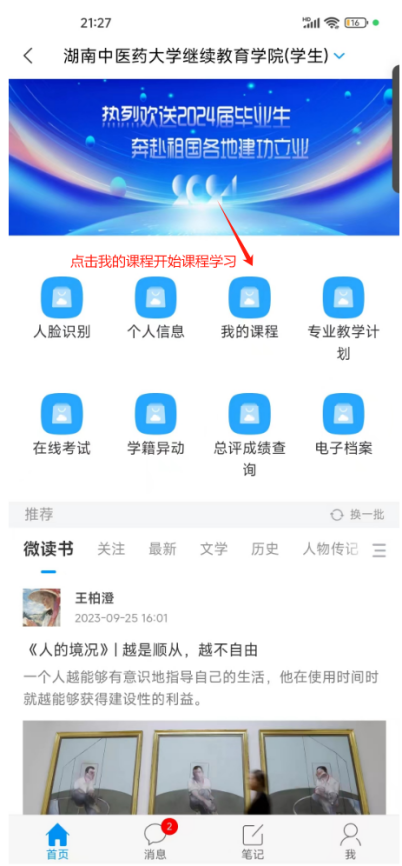 21:27
HD
16
湖南中医药大学继续教育学院(学生)
热列欢送2024届毕业生
奔赴祖国各地建功立业
2024
点击我的课程开始课程学习
人脸识别
个人信息
我的课程
专业教学计
划
在线考试
学籍异动
总评成绩查
询
电子档案
推荐
换一批
微读书
关注
最新
文学
历史
人物传记
王柏澄
2023-09-25 16:01
《人的境况》| 越是顺从，越不自由
一个人越能够有意识地指导自己的生活，他在使用时间时
就越能够获得建设性的利益。
首页
消息
2
笔记
我